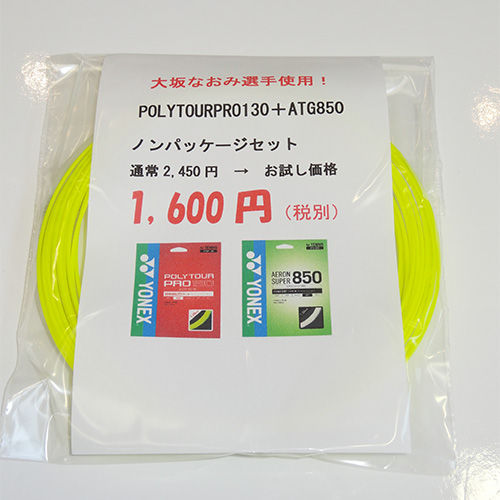 大坂なおみ選手使用！
POLYTOURPRO130＋ATG850
ノンパッケージセット
通常2,450円 → お試し価格
1,600円（税別）
YONEX
POLYTOUR
PRO130
YONEX
AERON
SUPER 850